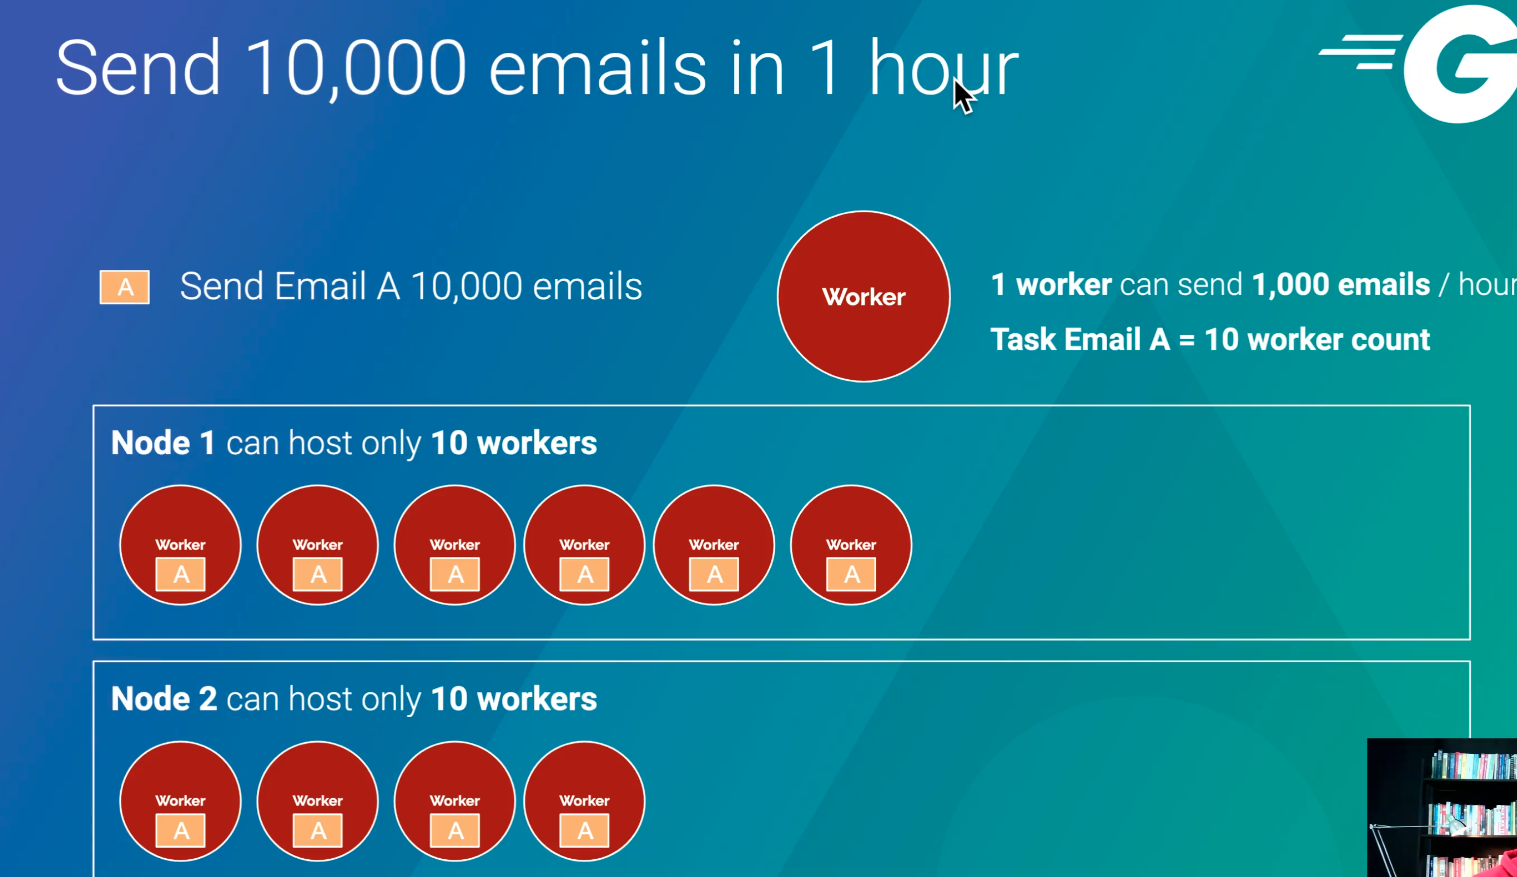 Send 10,000 emails in 1 hour
G
A Send Email A 10,000 emails
Worker
1 worker can send 1,000 emails / hour
Task Email A = 10 worker count
Node 1 can host only 10 workers
Worker Worker Worker Worker Worker Worker
A A A A A A
Node 2 can host only 10 workers
Worker Worker Worker Worker
A A A A